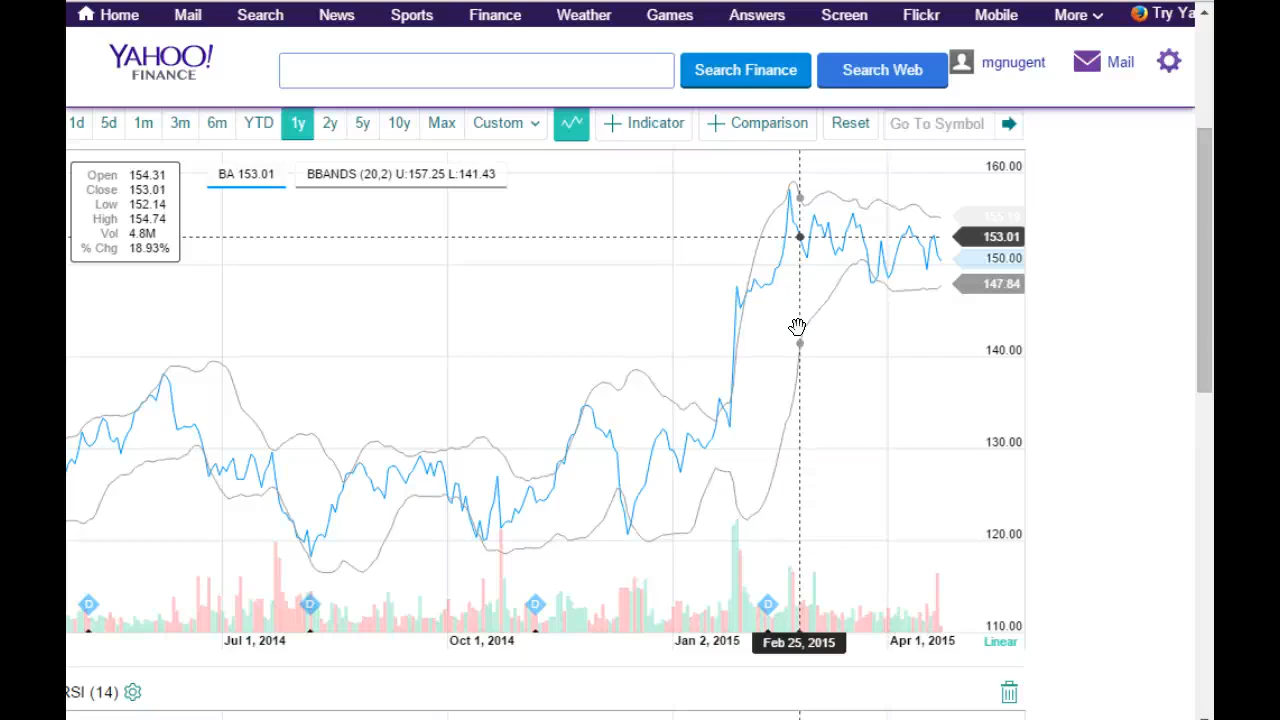 Home Mail Search News Sports Finance Weather Games Answers Screen Flickr Mobile More Try Ya
YAHOO!
FINANCE
Search Finance Search Web mgnugent Mail
1d 5d 1m 3m 6m YTD 1y 2y 5y 10y Max Custom Indicator Comparison Reset Go To Symbol
Open 154.31
Close 153.01
Low 152.14
High 154.74
Vol 4.8M
% Chg 18.93%
BA 153.01 BBANDS (20,2) U:157.25 L:141.43
160.00
155.19
153.01
150.00
147.84
140.00
130.00
120.00
110.00
D D D D
Jul 1, 2014 Oct 1, 2014 Jan 2, 2015 Feb 25, 2015 Apr 1, 2015 Linear
RSI (14)